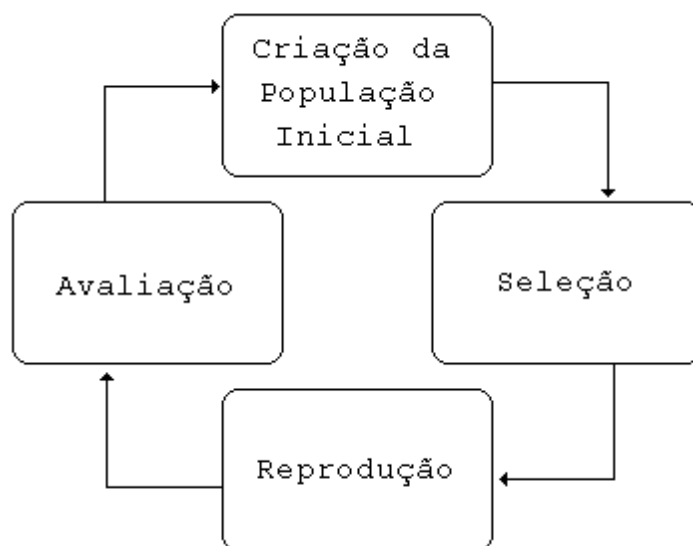 Criação da
População
Inicial
Avaliação
Seleção
Reprodução